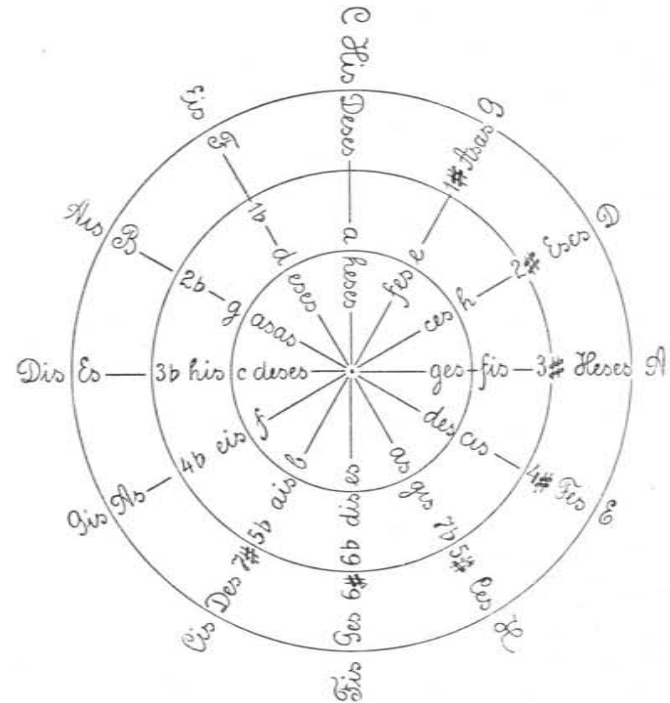 C His Deses a heses
fes e 1# Asas G
ces h 2# Eses D
ges fis 3# Heses A
des cis 4# Fes E
as gis 7b 5# Ces H
Fis Ges 6# 6b dis es
Cis Des 7# 5b ais b
Gis As 4b eis f
Dis Es 3b his c deses
Ais B 2b g asas
Eis F 1b d eses